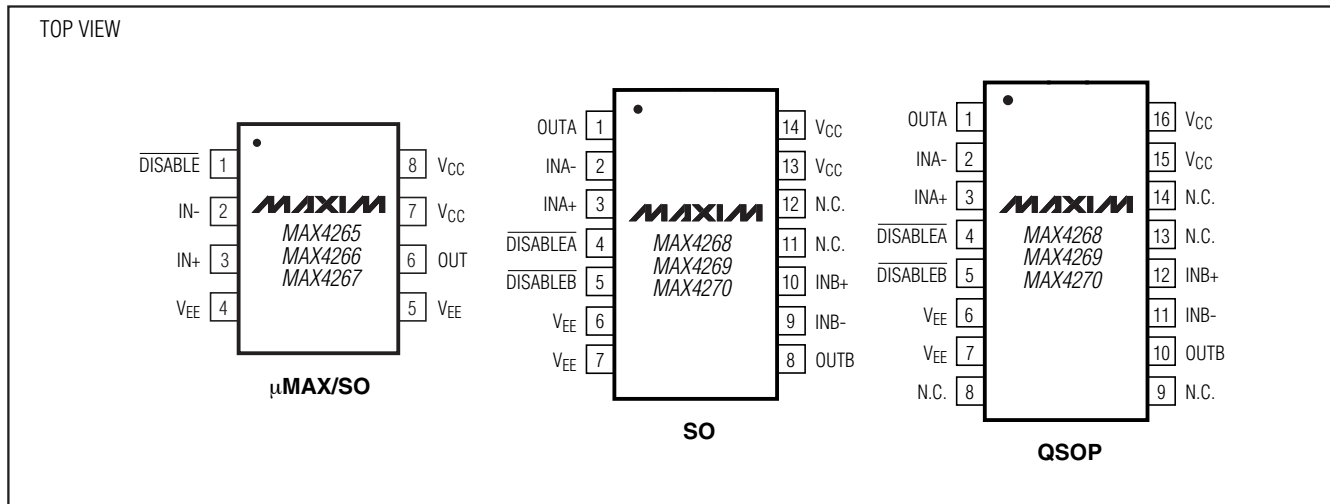 TOP VIEW
DISABLE 1
IN- 2
IN+ 3
VEE 4
8 VCC
7 VCC
6 OUT
5 VEE
MAXIM
MAX4265
MAX4266
MAX4267
µMAX/SO
OUTA 1
INA- 2
INA+ 3
DISABLEA 4
DISABLEB 5
VEE 6
VEE 7
14 VCC
13 VCC
12 N.C.
11 N.C.
10 INB+
9 INB-
8 OUTB
MAXIM
MAX4268
MAX4269
MAX4270
SO
OUTA 1
INA- 2
INA+ 3
DISABLEA 4
DISABLEB 5
VEE 6
VEE 7
N.C. 8
16 VCC
15 VCC
14 N.C.
13 N.C.
12 INB+
11 INB-
10 OUTB
9 N.C.
MAXIM
MAX4268
MAX4269
MAX4270
QSOP